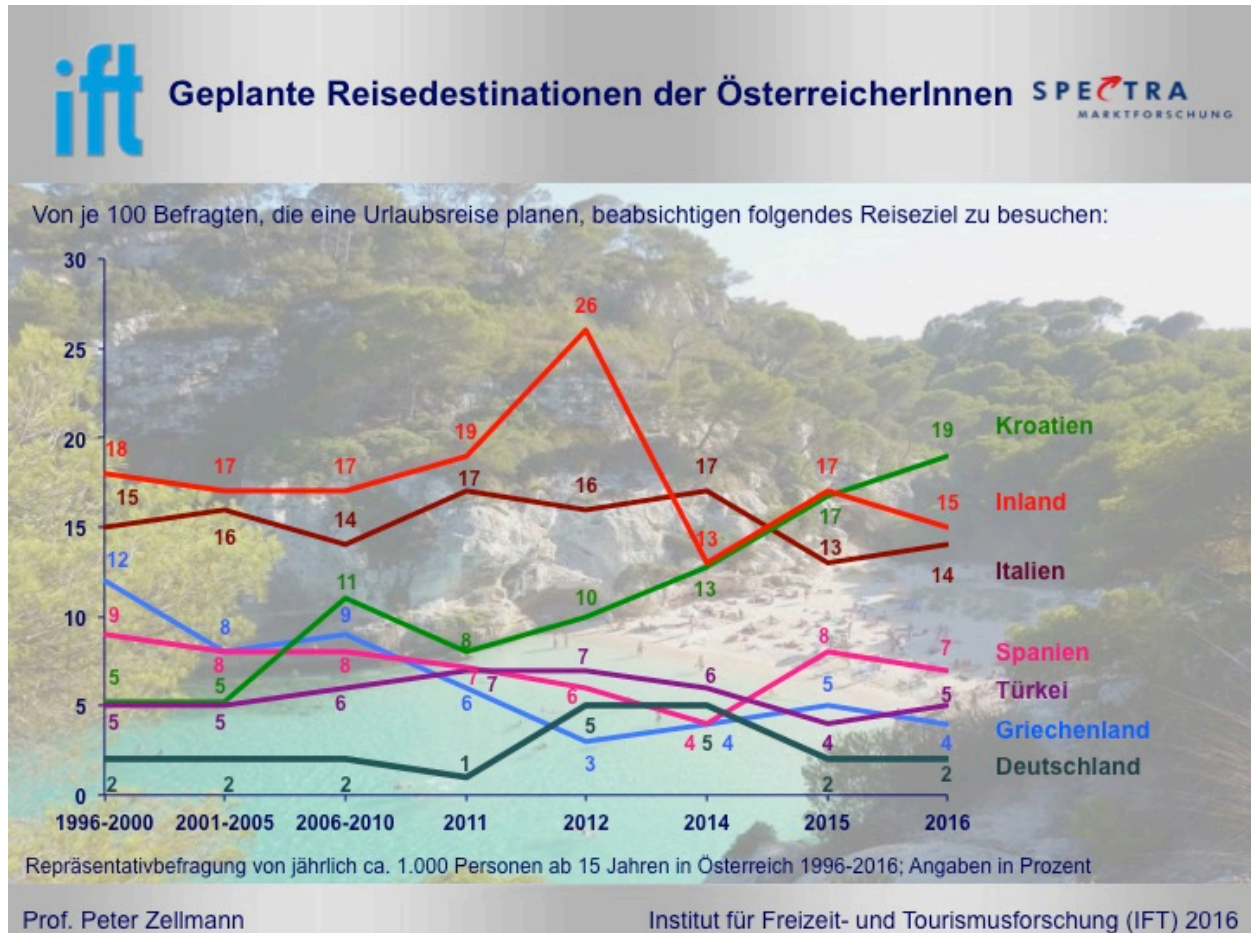 ift
Geplante Reisedestinationen der ÖsterreicherInnen
SPECTRA
MARKTFORSCHUNG
Von je 100 Befragten, die eine Urlaubsreise planen, beabsichtigen folgendes Reiseziel zu besuchen:
30
25
20
15
10
5
0
18 17 17 19 26 13 17 15
15 16 14 17 16 17 13 14
12 8 9 6 3 4 5 4
9 8 8 7 6 4 8 7
5 5 11 8 10 13 17 19
5 5 6 7 7 6 4 5
2 2 2 1 5 5 2 2
Kroatien
Inland
Italien
Spanien
Türkei
Griechenland
Deutschland
1996-2000 2001-2005 2006-2010 2011 2012 2014 2015 2016
Repräsentativbefragung von jährlich ca. 1.000 Personen ab 15 Jahren in Österreich 1996-2016; Angaben in Prozent
Prof. Peter Zellmann
Institut für Freizeit- und Tourismusforschung (IFT) 2016